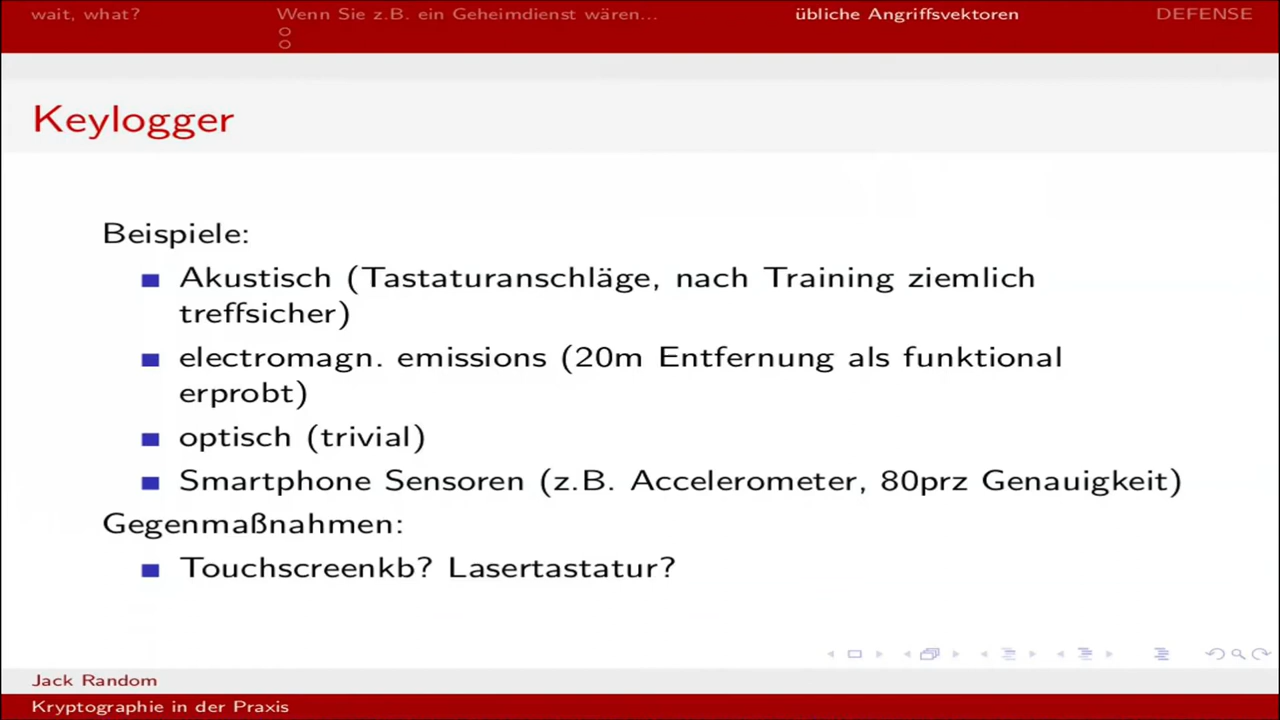 wait, what?
Wenn Sie z.B. ein Geheimdienst wären...
übliche Angriffsvektoren
DEFENSE
Keylogger
Beispiele:
Akustisch (Tastaturanschläge, nach Training ziemlich
treffsicher)
electromagn. emissions (20m Entfernung als funktional
erprobt)
optisch (trivial)
Smartphone Sensoren (z.B. Accelerometer, 80prz Genauigkeit)
Gegenmaßnahmen:
Touchscreenkb? Lasertastatur?
Jack Random
Kryptographie in der Praxis